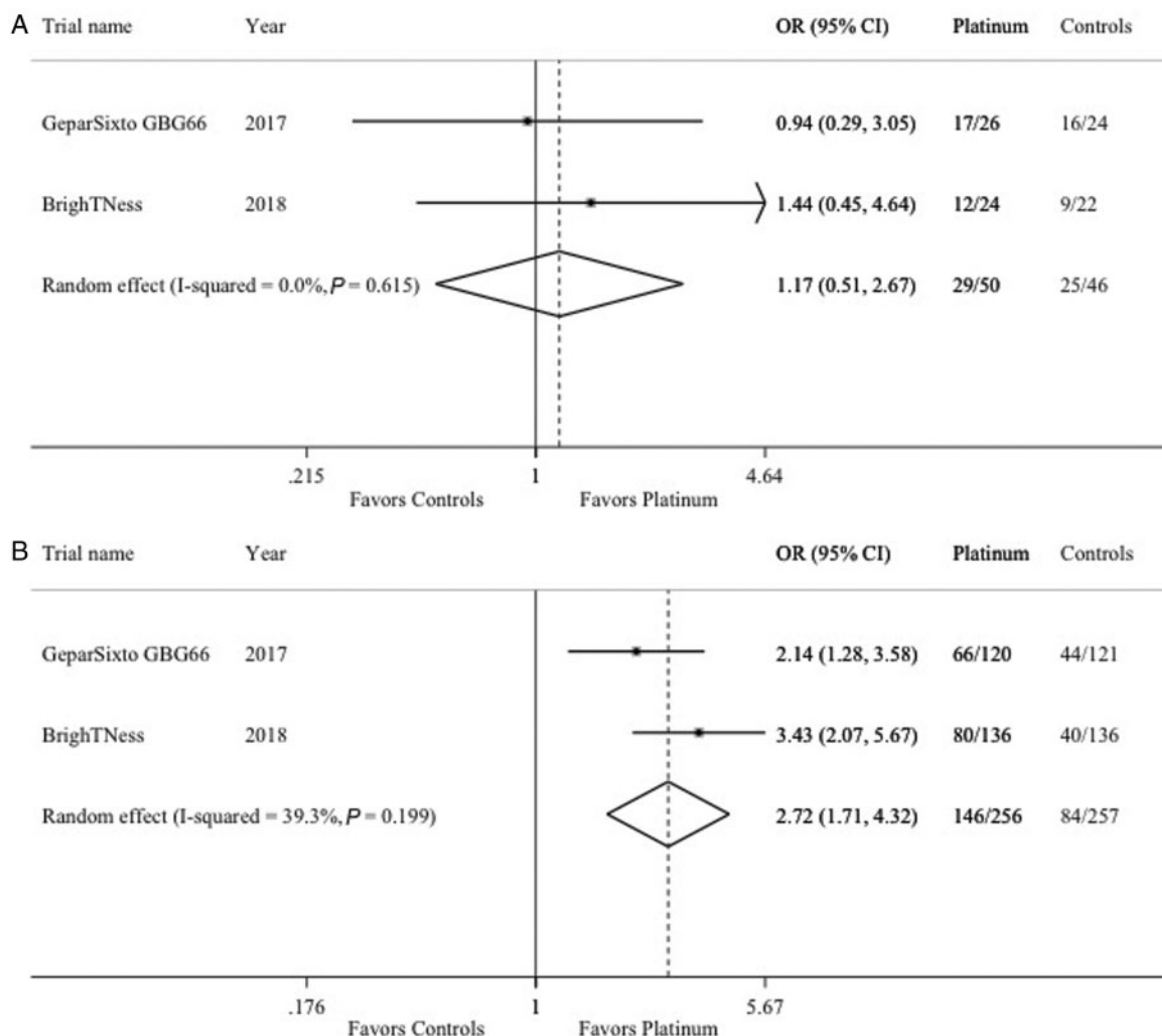 A Trial name Year OR (95% CI) Platinum Controls
GeparSixto GBG66 2017 0.94 (0.29, 3.05) 17/26 16/24
BrighTNess 2018 1.44 (0.45, 4.64) 12/24 9/22
Random effect (I-squared = 0.0%, P = 0.615) 1.17 (0.51, 2.67) 29/50 25/46
.215 1 4.64
Favors Controls Favors Platinum
B Trial name Year OR (95% CI) Platinum Controls
GeparSixto GBG66 2017 2.14 (1.28, 3.58) 66/120 44/121
BrighTNess 2018 3.43 (2.07, 5.67) 80/136 40/136
Random effect (I-squared = 39.3%, P = 0.199) 2.72 (1.71, 4.32) 146/256 84/257
.176 1 5.67
Favors Controls Favors Platinum